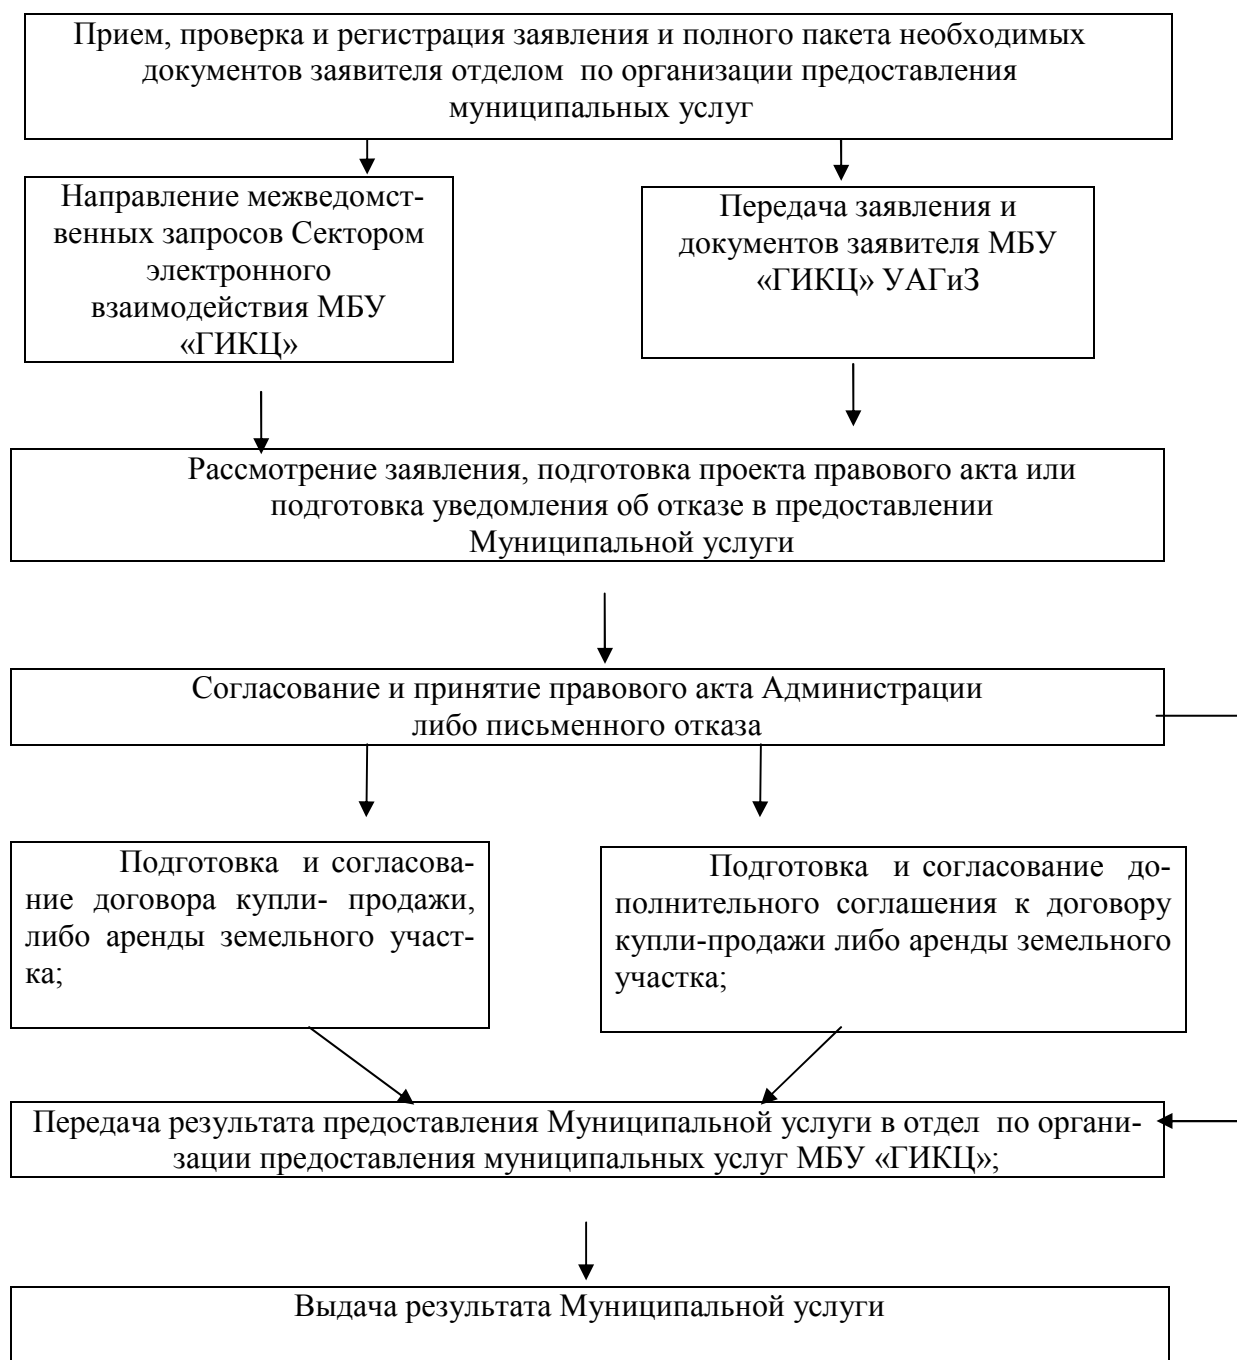 Прием, проверка и регистрация заявления и полного пакета необходимых
документов заявителя отделом по организации предоставления
муниципальных услуг
Направление межведомст-
венных запросов Сектором
электронного
взаимодействия МБУ
«ГИКЦ»
Передача заявления и
документов заявителя МБУ
«ГИКЦ» УАГиЗ
Рассмотрение заявления, подготовка проекта правового акта или
подготовка уведомления об отказе в предоставлении
Муниципальной услуги
Согласование и принятие правового акта Администрации
либо письменного отказа
Подготовка и согласова-
ние договора купли- продажи,
либо аренды земельного участ-
ка;
Подготовка и согласование до-
полнительного соглашения к договору
купли-продажи либо аренды земельного
участка;
Передача результата предоставления Муниципальной услуги в отдел по органи-
зации предоставления муниципальных услуг МБУ «ГИКЦ»;
Выдача результата Муниципальной услуги